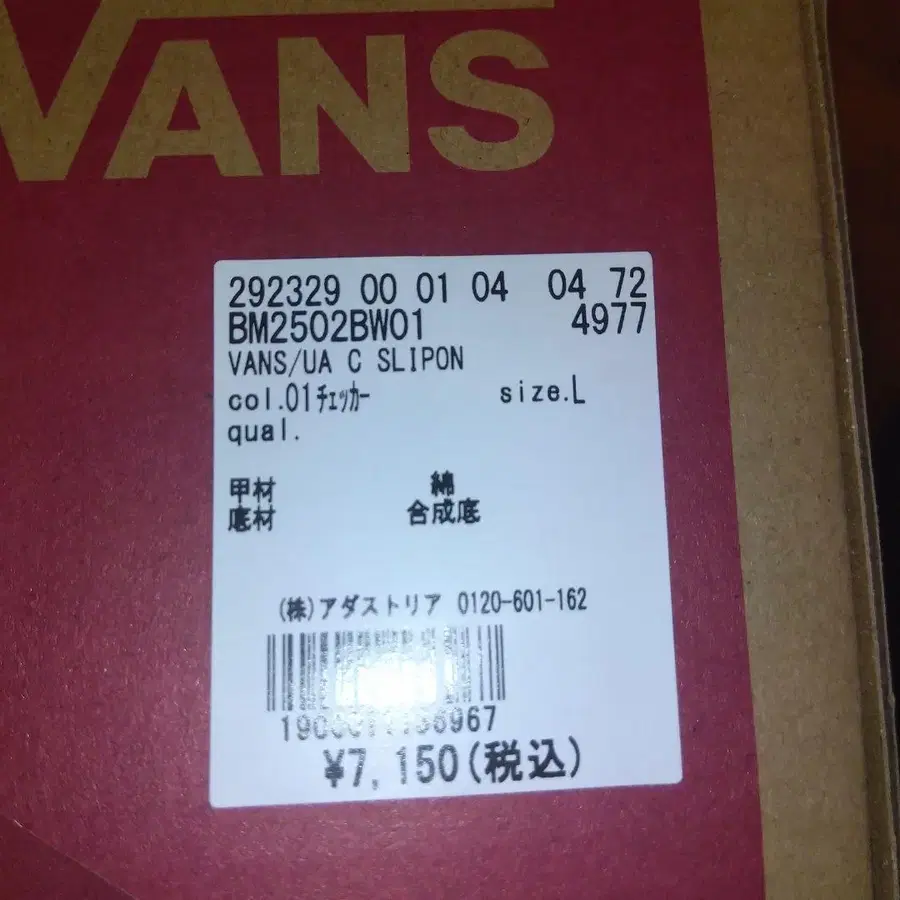 VANS
292329 00 01 04 04 72
BM2502BW01 4977
VANS/UA C SLIPON
col.01ﾁｪｯｶｰ size.L
qual.
甲材 綿
底材 合成底
(株)アダストリア 0120-601-162
¥7,150(税込)